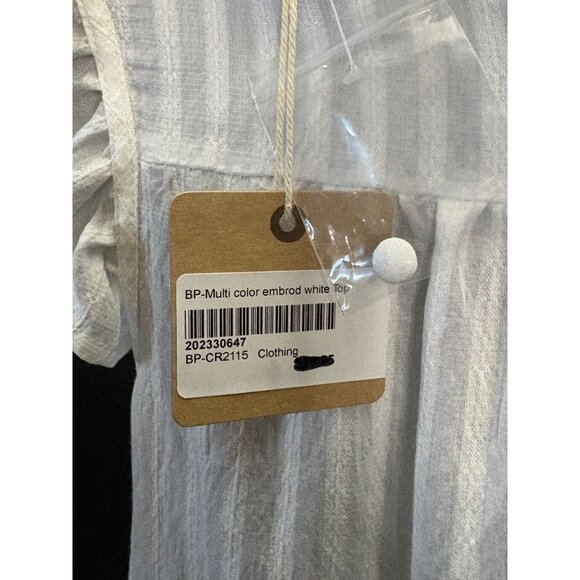 BP-Multi color embrod white Top
202330647
BP-CR2115 Clothing